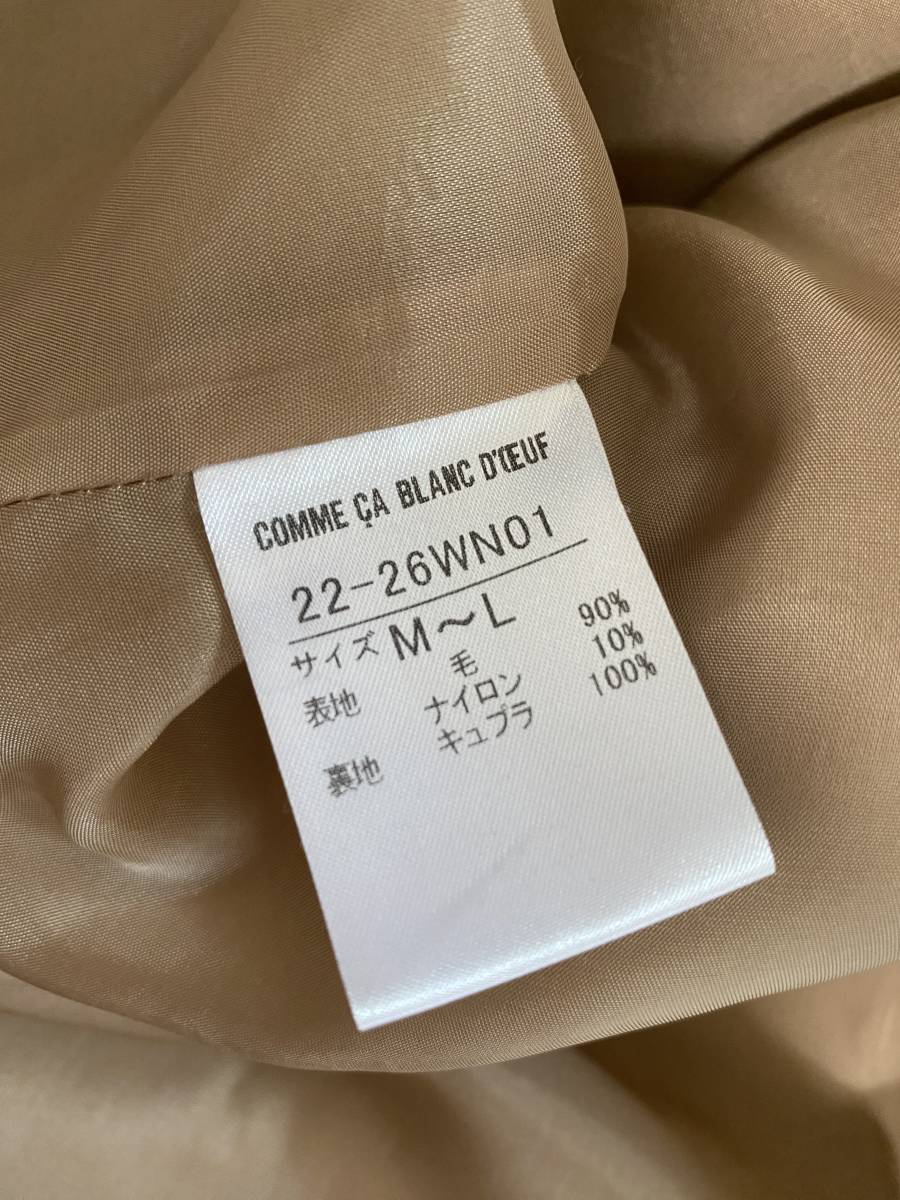 COMME ÇA BLANC D'ŒUF
22-26WN01
サイズ M〜L
表地 毛 90%
ナイロン 10%
裏地 キュプラ 100%